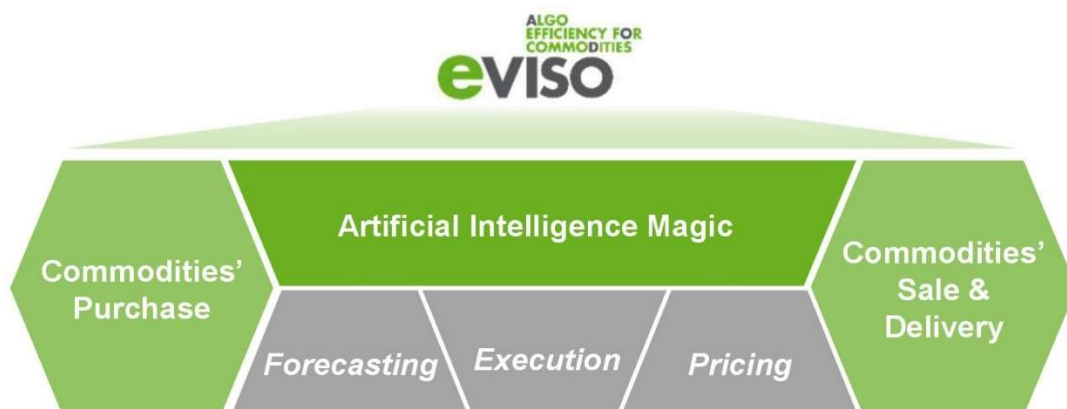 ALGO
EFFICIENCY FOR
COMMODITIES
eVISO
Artificial Intelligence Magic
Commodities’
Purchase
Commodities’
Sale &
Delivery
Forecasting
Execution
Pricing